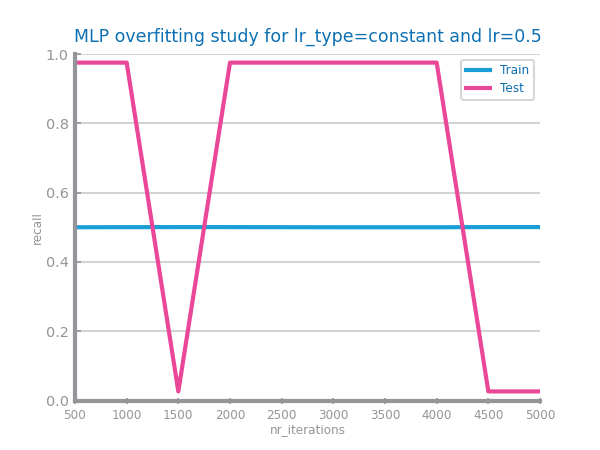 MLP overfitting study for lr_type=constant and lr=0.5
1.0
0.8
0.6
0.4
0.2
0.0
recall
Train
Test
500 1000 1500 2000 2500 3000 3500 4000 4500 5000
nr_iterations